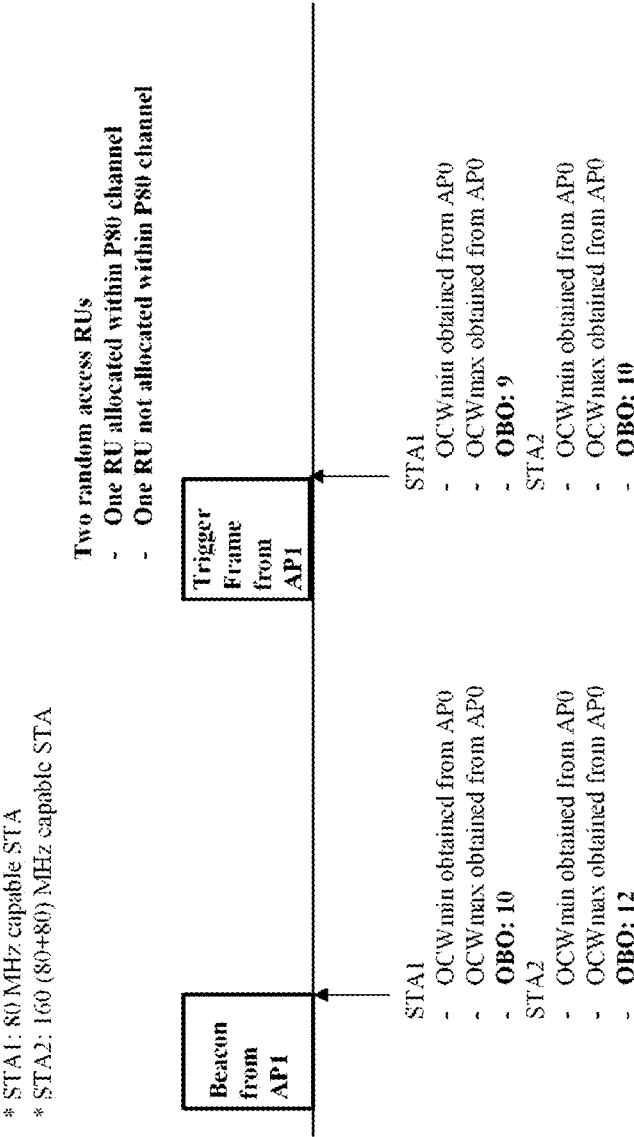 * STA1: 80 MHz capable STA
* STA2: 160 (80+80) MHz capable STA
Two random access RUs
- One RU allocated within P80 channel
- One RU not allocated within P80 channel
Beacon
from
AP1
Trigger
Frame
from
AP1
STA1
- OCWmin obtained from AP0
- OCWmax obtained from AP0
- OBO: 10
STA2
- OCWmin obtained from AP0
- OCWmax obtained from AP0
- OBO: 12
STA1
- OCWmin obtained from AP0
- OCWmax obtained from AP0
- OBO: 9
STA2
- OCWmin obtained from AP0
- OCWmax obtained from AP0
- OBO: 10